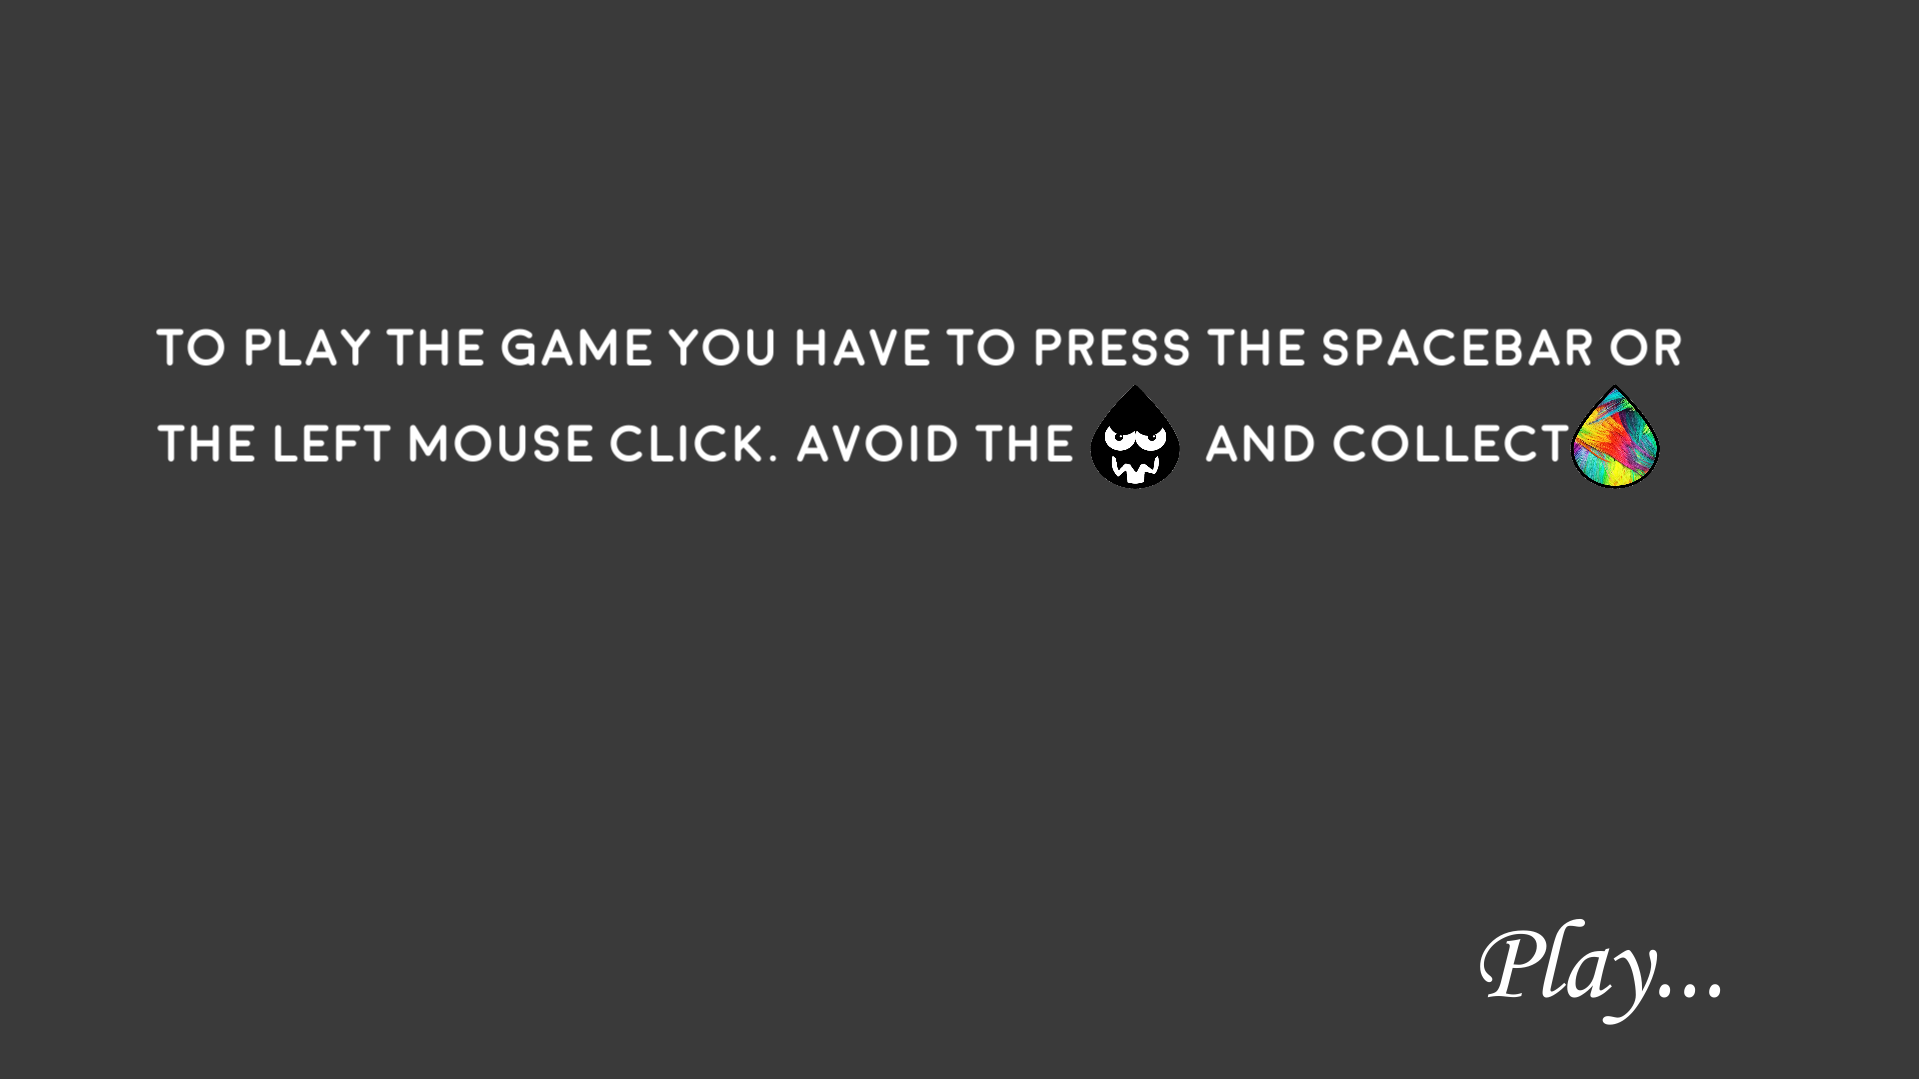 TO PLAY THE GAME YOU HAVE TO PRESS THE SPACEBAR OR
THE LEFT MOUSE CLICK. AVOID THE AND COLLECT
Play...